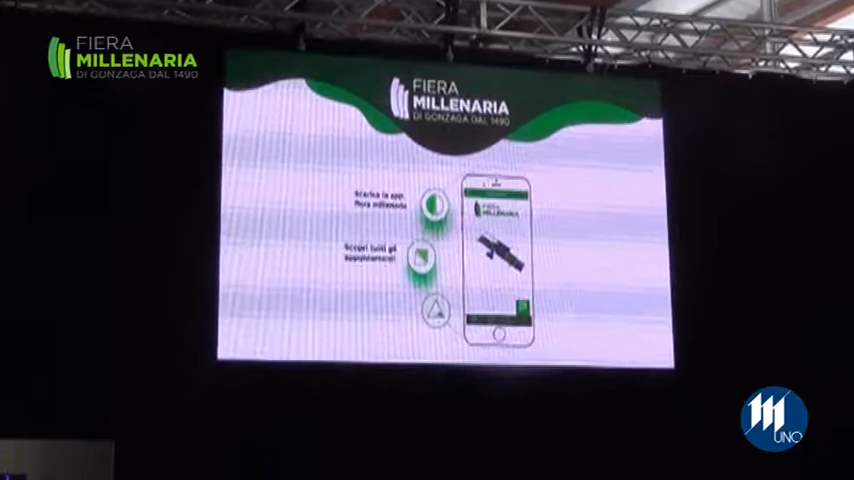 FIERA
MILLENARIA
DI GONZAGA DAL 1490
FIERA
MILLENARIA
DI GONZAGA DAL 1490
Scarica la app
fiera millenaria
FIERA
MILLENARIA
Scopri tutti gli
appuntamenti
UNO